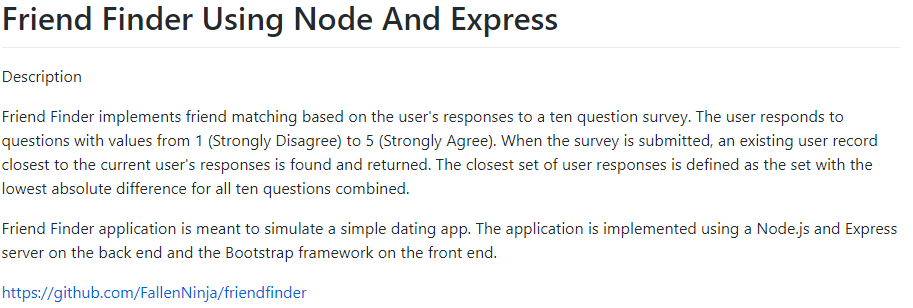 Friend Finder Using Node And Express
Description
Friend Finder implements friend matching based on the user's responses to a ten question survey. The user responds to
questions with values from 1 (Strongly Disagree) to 5 (Strongly Agree). When the survey is submitted, an existing user record
closest to the current user's responses is found and returned. The closest set of user responses is defined as the set with the
lowest absolute difference for all ten questions combined.
Friend Finder application is meant to simulate a simple dating app. The application is implemented using a Node.js and Express
server on the back end and the Bootstrap framework on the front end.
https://github.com/FallenNinja/friendfinder